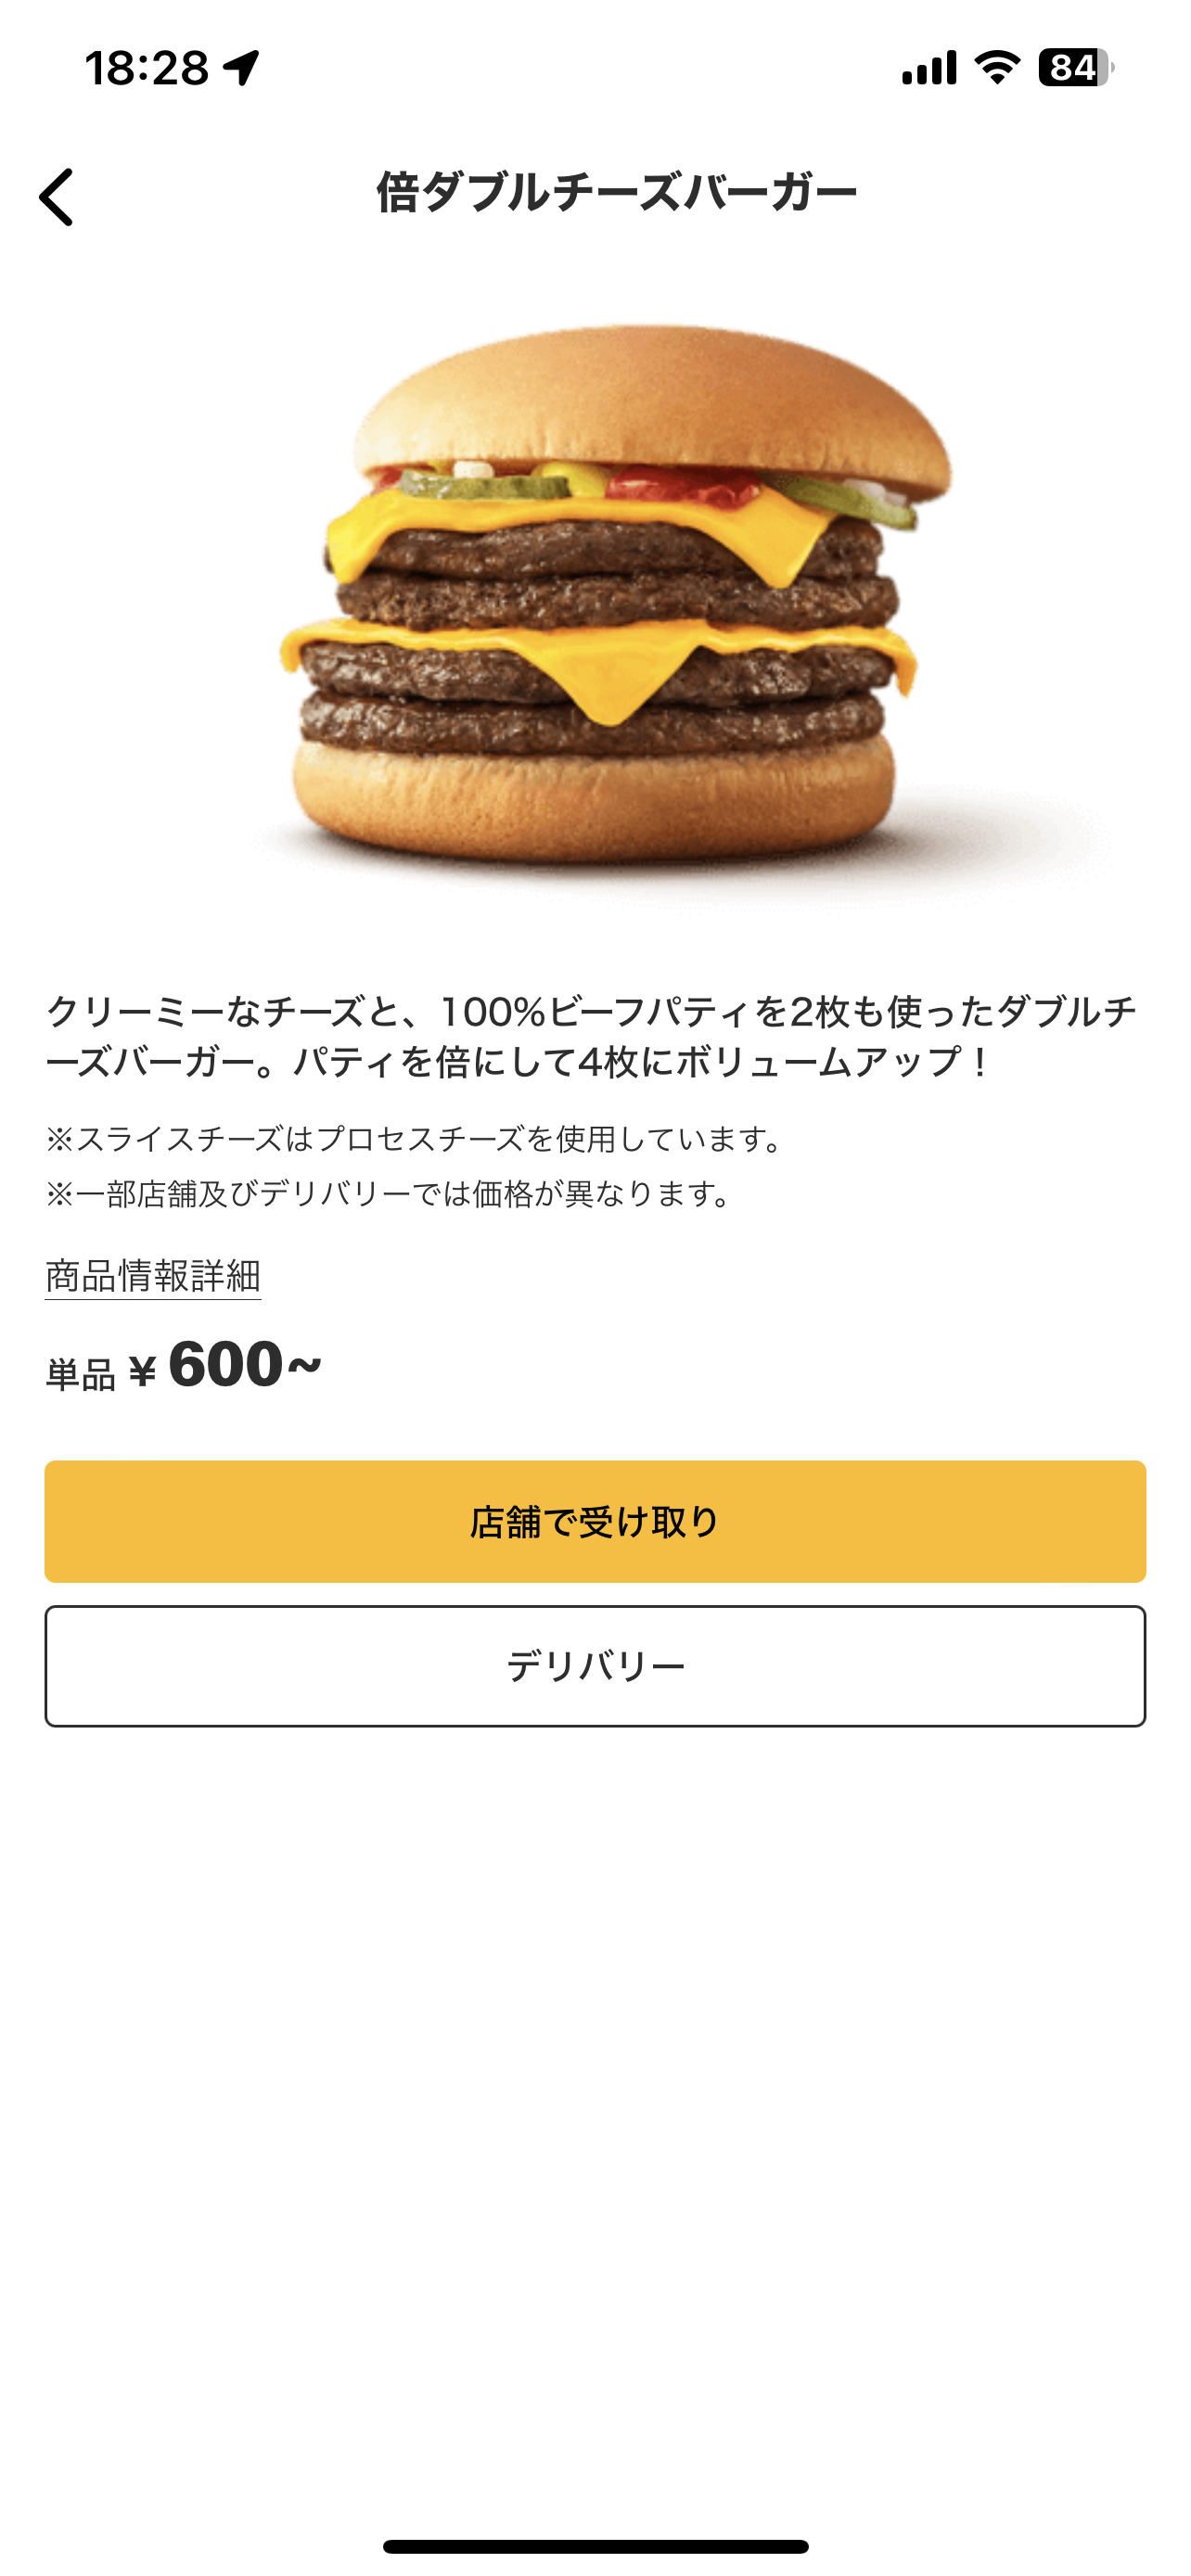 18:28
84
倍ダブルチーズバーガー
クリーミーなチーズと、100%ビーフパティを2枚も使ったダブルチ
ーズバーガー。パティを倍にして4枚にボリュームアップ！
※スライスチーズはプロセスチーズを使用しています。
※一部店舗及びデリバリーでは価格が異なります。
商品情報詳細
単品 ¥ 600~
店舗で受け取り
デリバリー